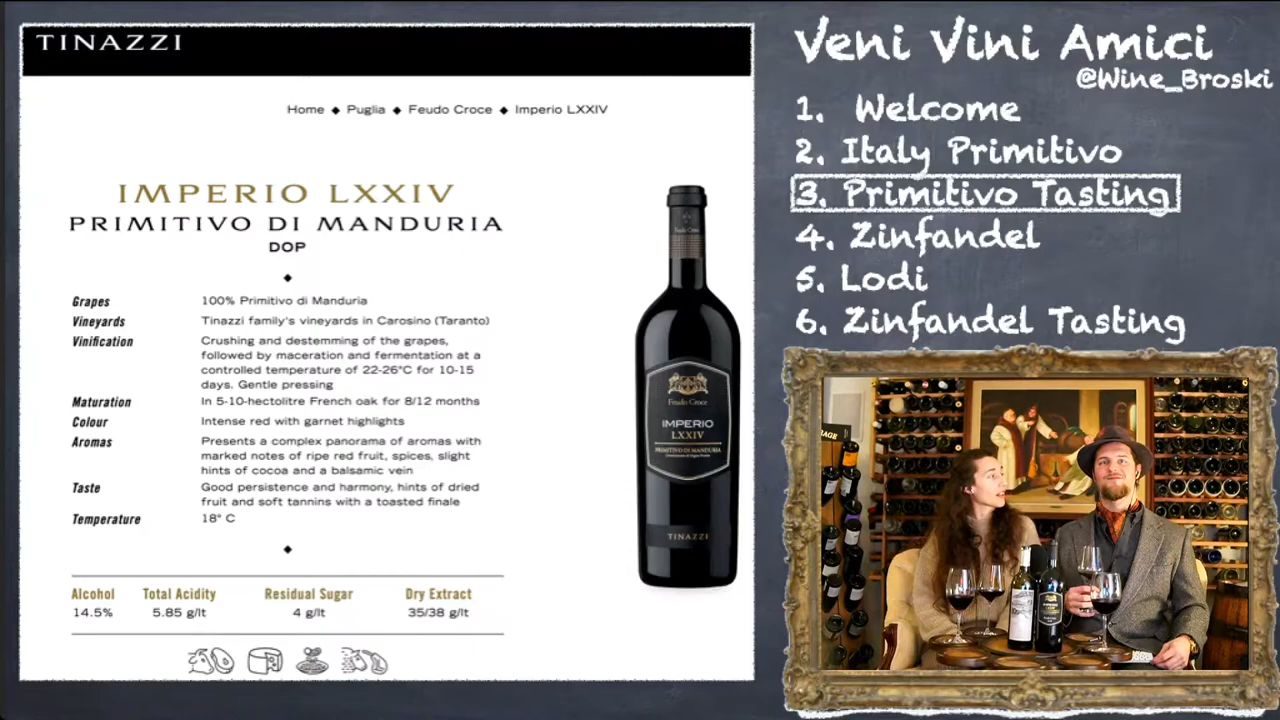 TINAZZI
Home ◆ Puglia ◆ Feudo Croce ◆ Imperio LXXIV
IMPERIO LXXIV
PRIMITIVO DI MANDURIA
DOP
Grapes 100% Primitivo di Manduria
Vineyards Tinazzi family's vineyards in Carosino (Taranto)
Vinification Crushing and destemming of the grapes,
followed by maceration and fermentation at a
controlled temperature of 22-26°C for 10-15
days. Gentle pressing
Maturation In 5-10-hectolitre French oak for 8/12 months
Colour Intense red with garnet highlights
Aromas Presents a complex panorama of aromas with
marked notes of ripe red fruit, spices, slight
hints of cocoa and a balsamic vein
Taste Good persistence and harmony, hints of dried
fruit and soft tannins with a toasted finale
Temperature 18° C
Alcohol Total Acidity Residual Sugar Dry Extract
14.5% 5.85 g/lt 4 g/lt 35/38 g/lt
Feudo Croce
IMPERIO
LXXIV
PRIMITIVO DI MANDURIA
TINAZZI
Veni Vini Amici
@Wine_Broski
1. Welcome
2. Italy Primitivo
3. Primitivo Tasting
4. Zinfandel
5. Lodi
6. Zinfandel Tasting